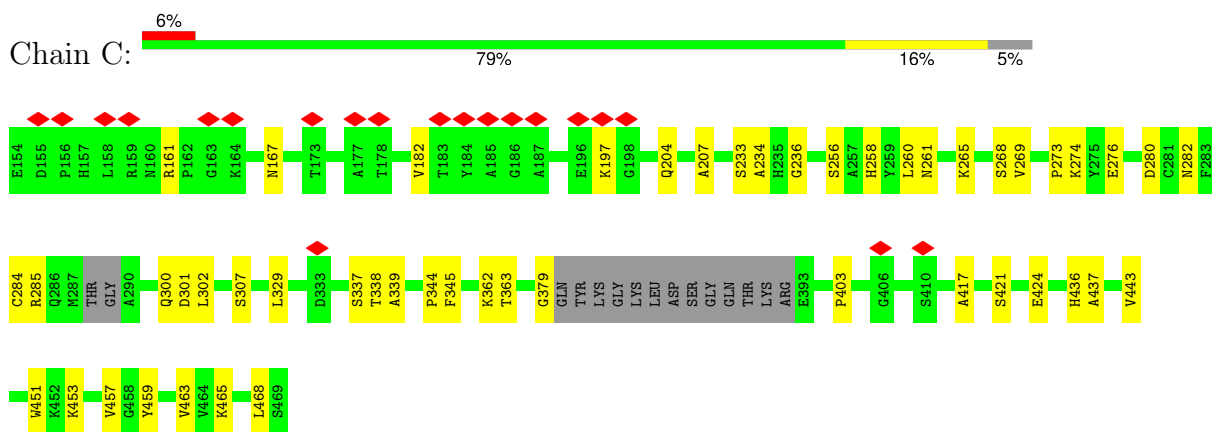 6%
Chain C:
79% 16% 5%
E154 D155 P156 H157 L158 R159 N160 R161 P162 G163 K164 N167 T173 A177 T178 V182 T183 Y184 A185 G186 A187 E196 K197 G198 Q204 A207 S233 A234 H235 G236 S256 A257 H258 Y259 L260 N261 K265 S268 V269 P273 K274 Y275 E276 D280 C281 N282 F283
C284 R285 Q286 M287 THR GLY A290 Q300 D301 L302 S307 L329 D333 S337 T338 A339 P344 F345 K362 T363 G379 GLN TYR LYS GLY LYS LEU ASP SER GLY GLN THR LYS ARG E393 P403 G406 S410 A417 S421 E424 H436 A437 V443
W451 K452 K453 V457 G458 Y459 V463 V464 K465 L468 S469